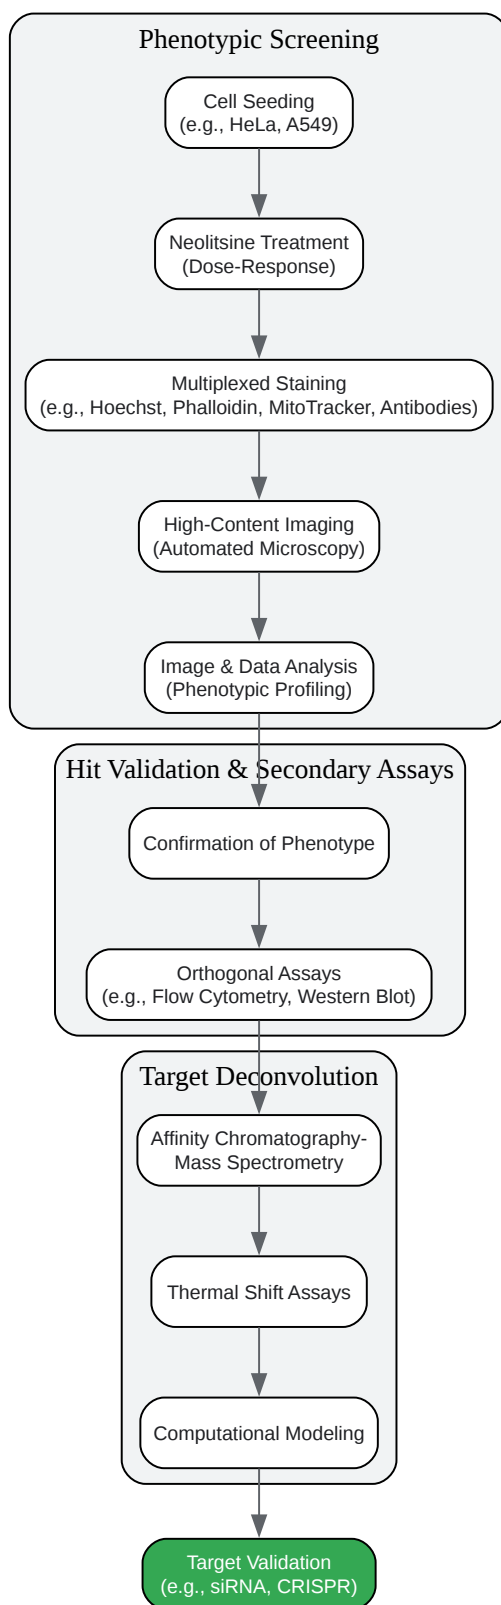 Phenotypic Screening
Cell Seeding
(e.g., HeLa, A549)
Neolitsine Treatment
(Dose-Response)
Multiplexed Staining
(e.g., Hoechst, Phalloidin, MitoTracker, Antibodies)
High-Content Imaging
(Automated Microscopy)
Image & Data Analysis
(Phenotypic Profiling)
Hit Validation & Secondary Assays
Confirmation of Phenotype
Orthogonal Assays
(e.g., Flow Cytometry, Western Blot)
Target Deconvolution
Affinity Chromatography-
Mass Spectrometry
Thermal Shift Assays
Computational Modeling
Target Validation
(e.g., siRNA, CRISPR)